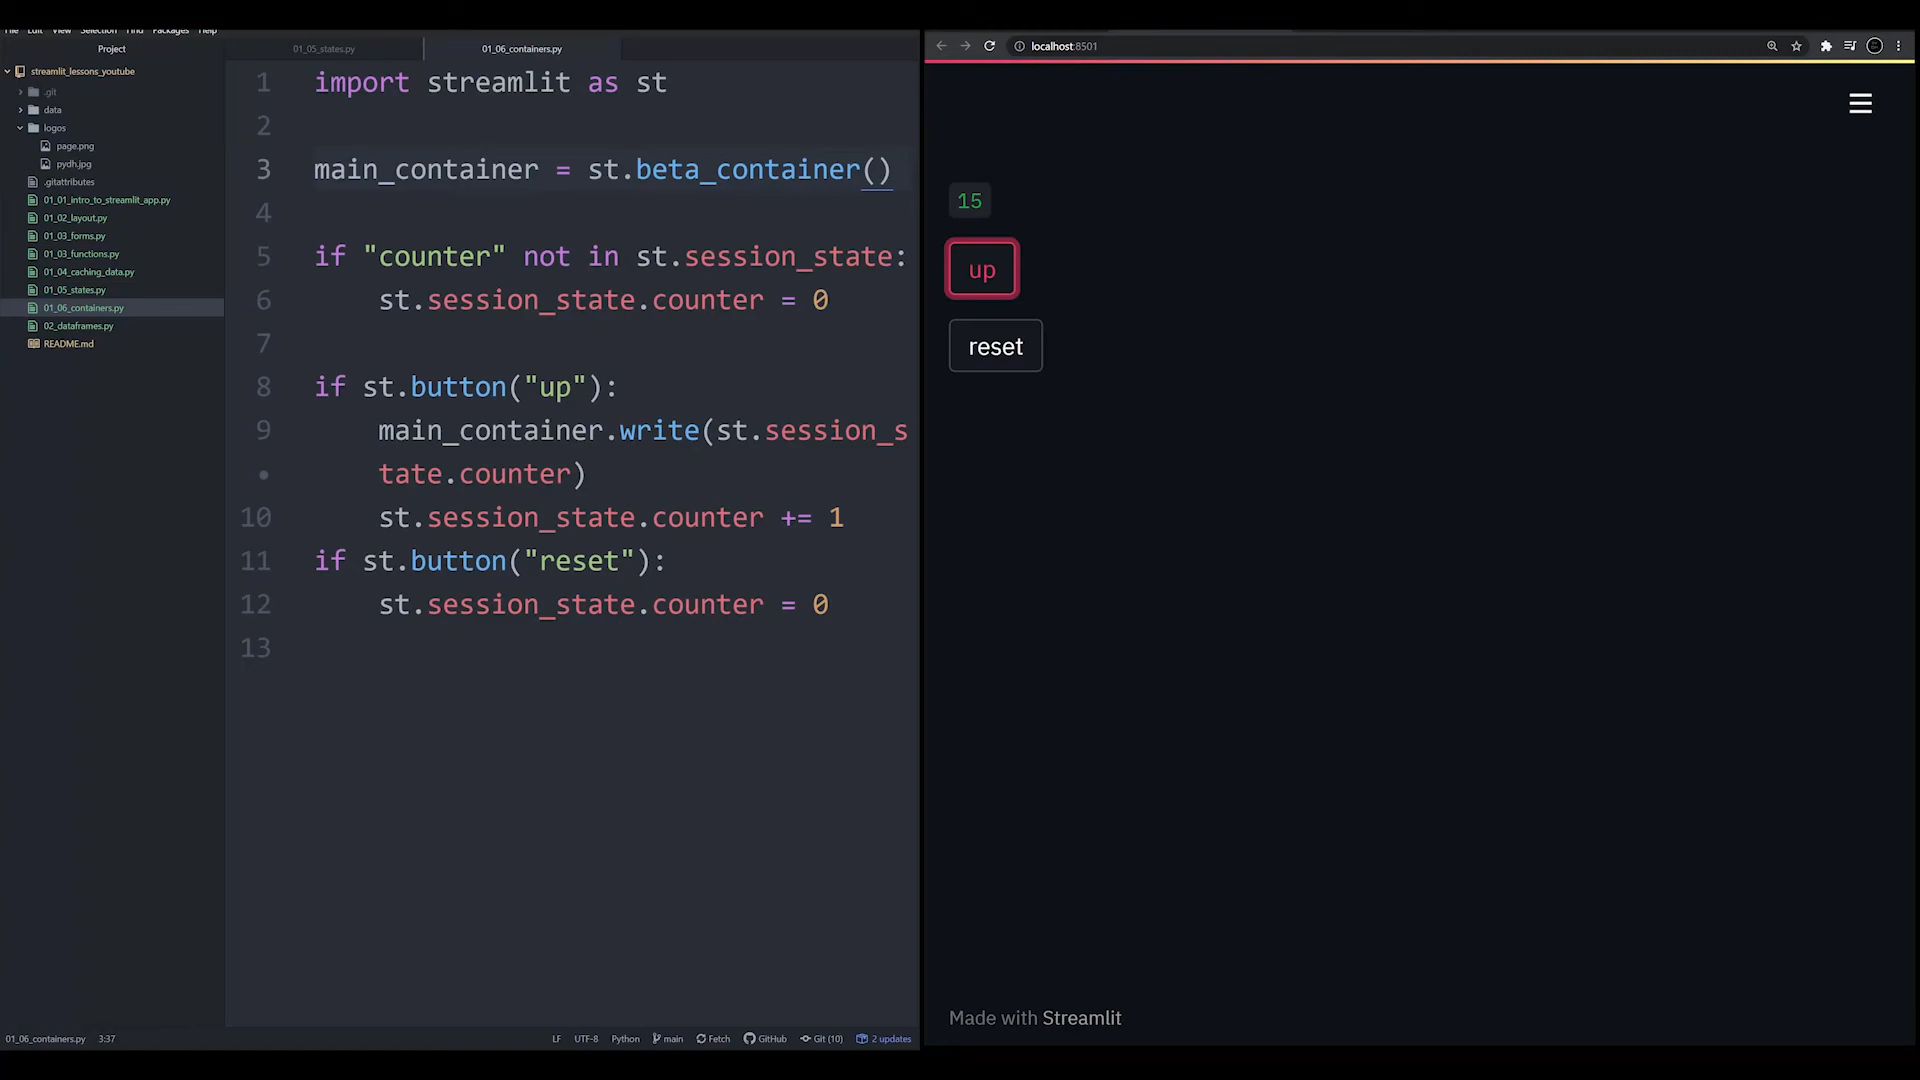 File Edit View Selection Find Packages Help
Project
streamlit_lessons_youtube
.git
data
logos
page.png
pydh.jpg
.gitattributes
01_01_intro_to_streamlit_app.py
01_02_layout.py
01_03_forms.py
01_03_functions.py
01_04_caching_data.py
01_05_states.py
01_06_containers.py
02_dataframes.py
README.md
01_05_states.py
01_06_containers.py
1 import streamlit as st
2
3 main_container = st.beta_container()
4
5 if "counter" not in st.session_state:
6 st.session_state.counter = 0
7
8 if st.button("up"):
9 main_container.write(st.session_s
• tate.counter)
10 st.session_state.counter += 1
11 if st.button("reset"):
12 st.session_state.counter = 0
13
01_06_containers.py 3:37
LF UTF-8 Python main Fetch GitHub Git (10) 2 updates
localhost:8501
15
up
reset
Made with Streamlit